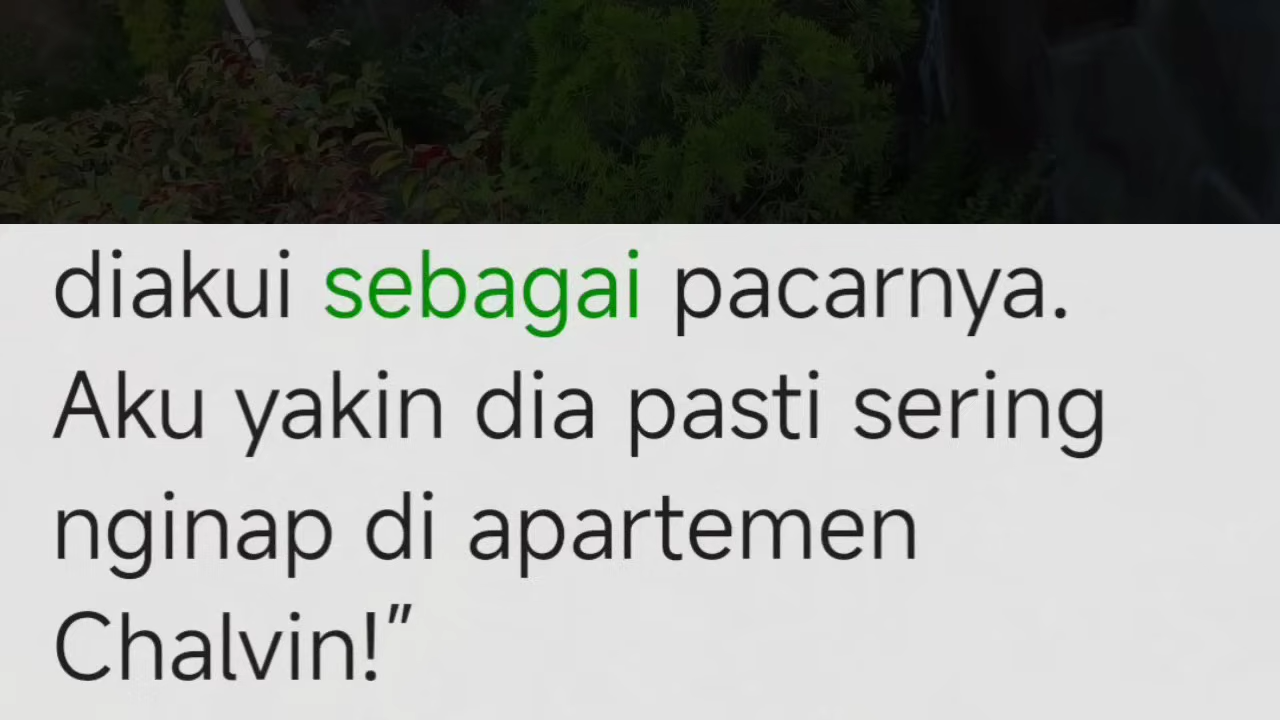 diakui sebagai pacarnya.
Aku yakin dia pasti sering
nginap di apartemen
Chalvin!”